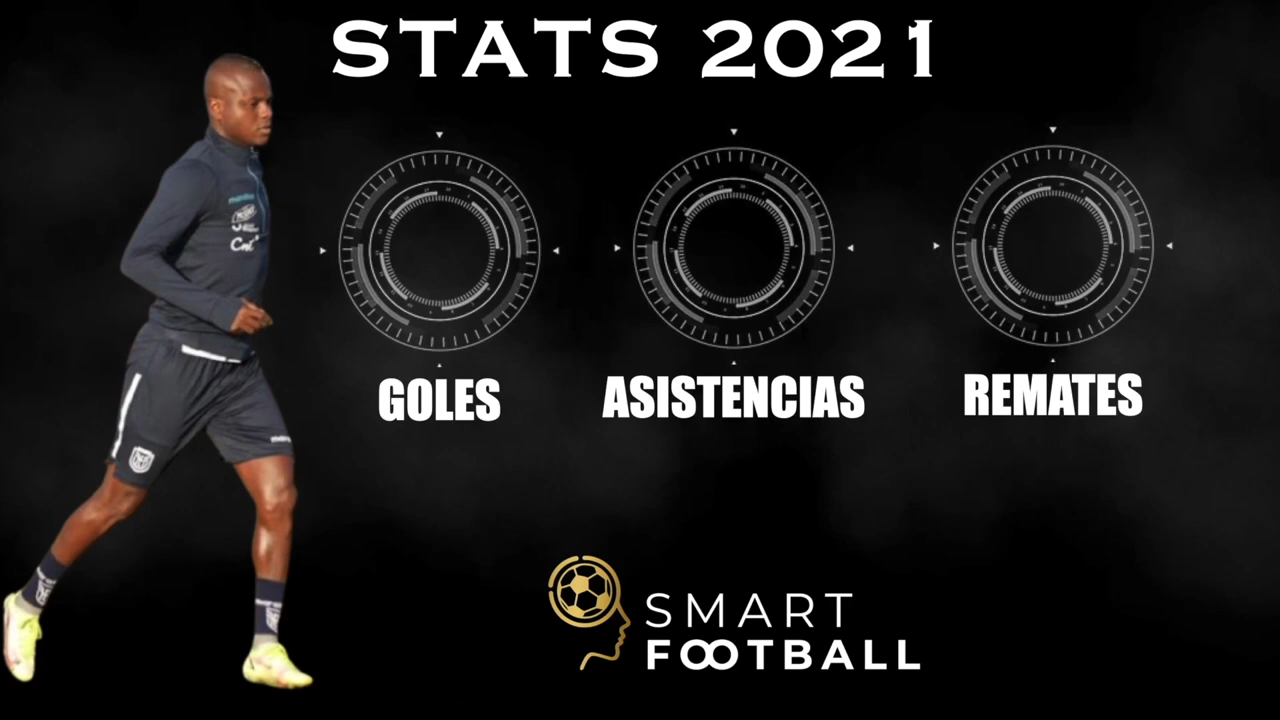 STATS 2021
GOLES
ASISTENCIAS
REMATES
SMART
FOOTBALL